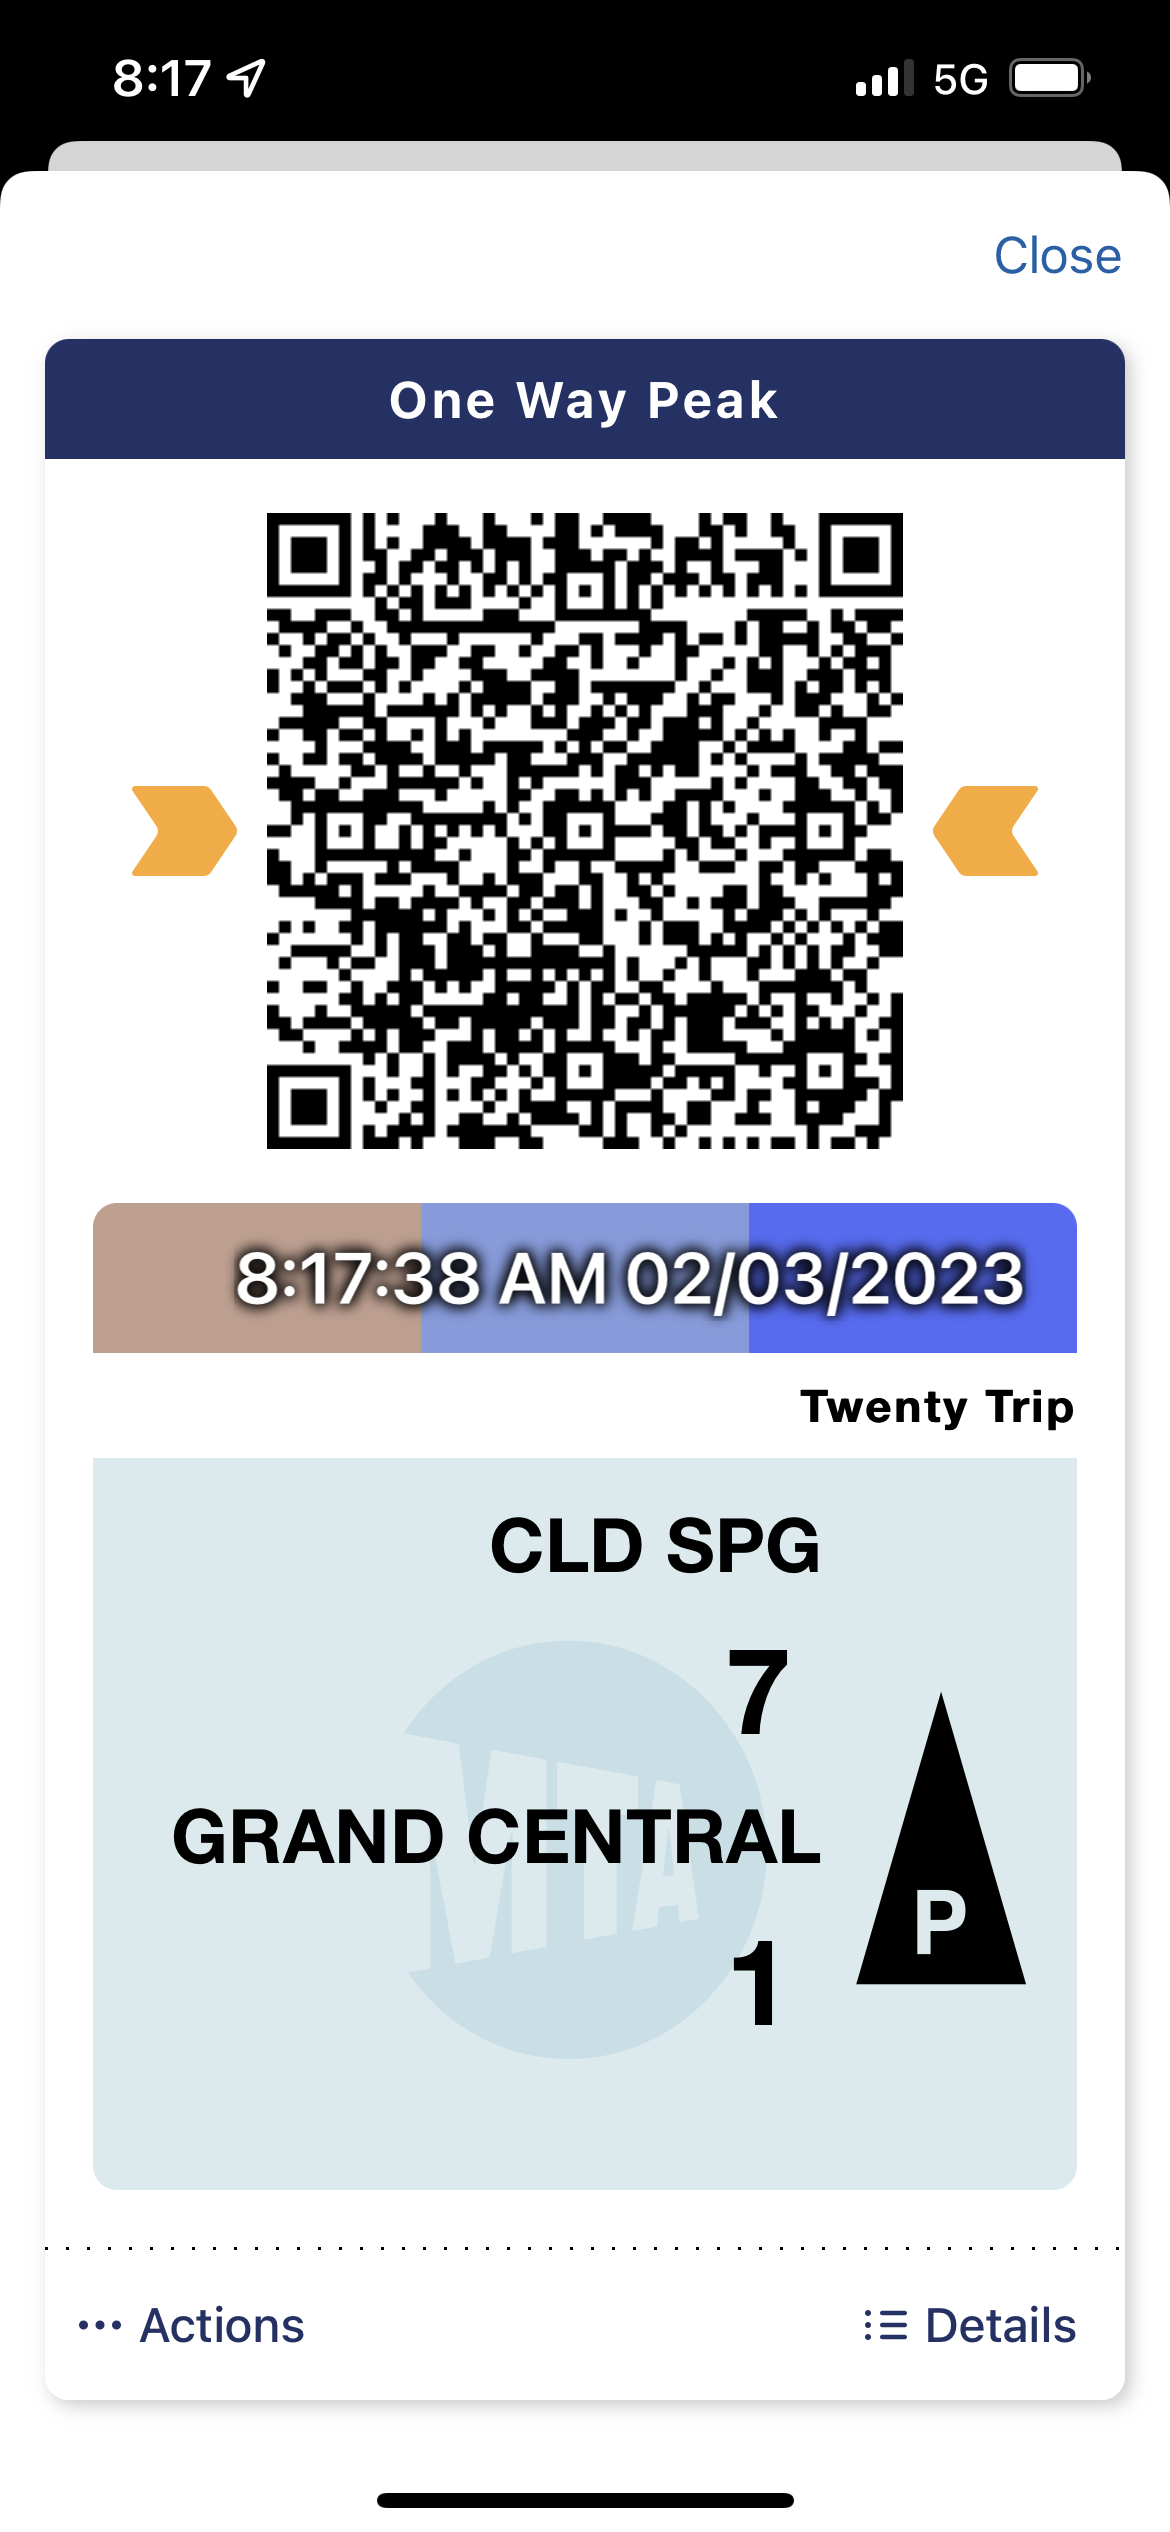 8:17 5G
Close
One Way Peak
8:17:38 AM 02/03/2023
Twenty Trip
CLD SPG
7
MTA
GRAND CENTRAL
P
1
Actions
Details